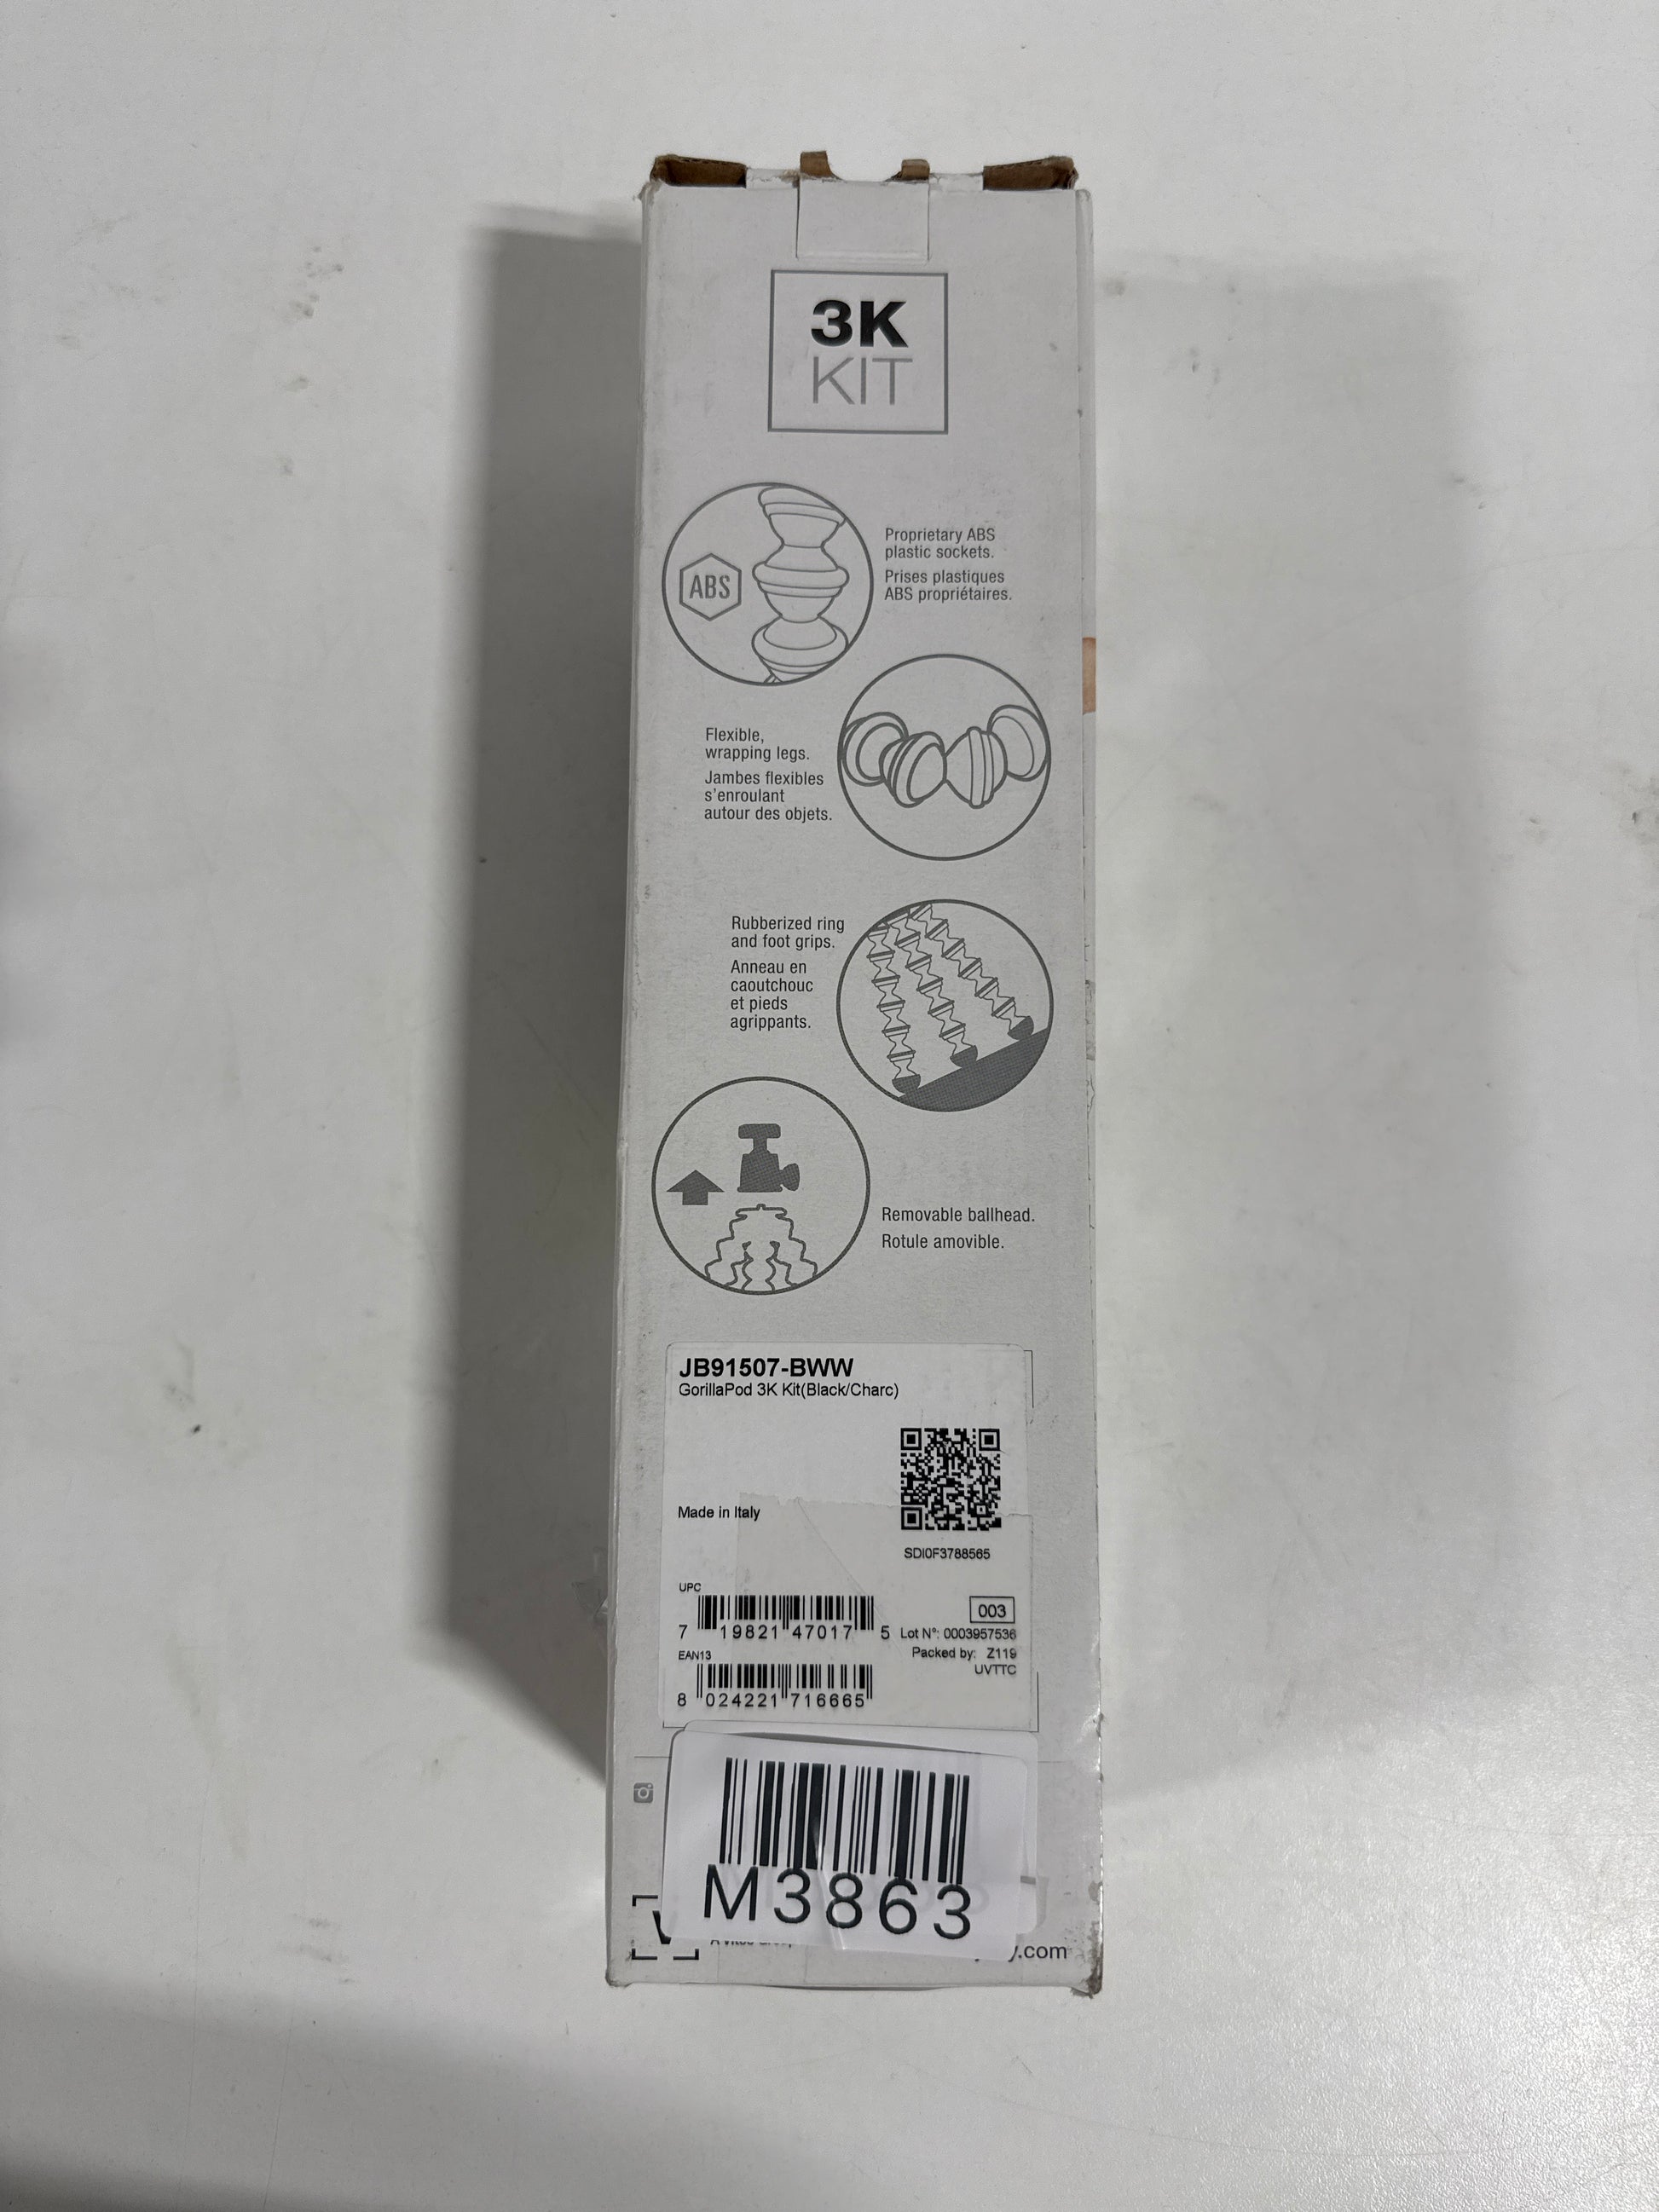 3K
KIT
ABS
Proprietary ABS
plastic sockets.
Prises plastiques
ABS propriétaires.
Flexible,
wrapping legs.
Jambes flexibles
s'enroulant
autour des objets.
Rubberized ring
and foot grips.
Anneau en
caoutchouc
et pieds
agrippants.
Removable ballhead.
Rotule amovible.
JB91507-BWW
GorillaPod 3K Kit(Black/Charc)
Made in Italy
SDI0F3788565
UPC
7 19821 47017 5
003
Lot N°: 0003957536
Packed by: Z119
UVTTC
EAN13
8 024221 716665
M3863
.com